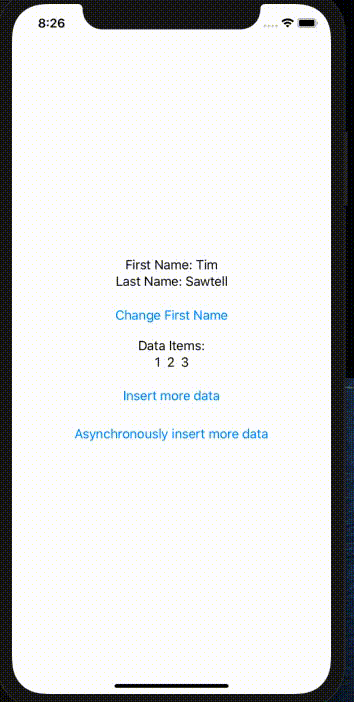 8:26
First Name: Tim
Last Name: Sawtell
Change First Name
Data Items:
1 2 3
Insert more data
Asynchronously insert more data